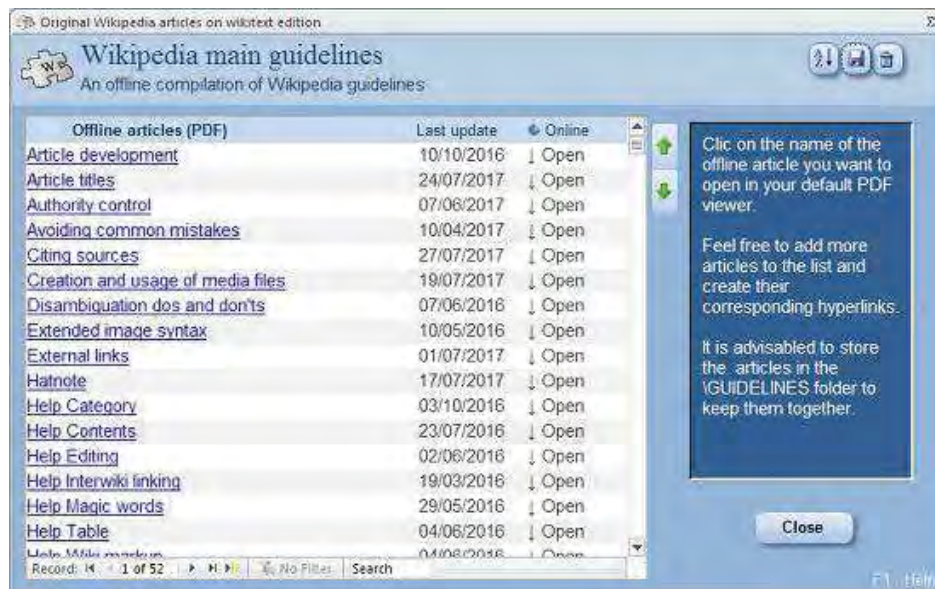 Original Wikipedia articles on wikitext edition
Wikipedia main guidelines
An offline compilation of Wikipedia guidelines
Offline articles (PDF) Last update Online
Article development 10/10/2016 ↓ Open
Article titles 24/07/2017 ↓ Open
Authority control 07/06/2017 ↓ Open
Avoiding common mistakes 10/04/2017 ↓ Open
Citing sources 27/07/2017 ↓ Open
Creation and usage of media files 19/07/2017 ↓ Open
Disambiguation dos and don'ts 07/06/2016 ↓ Open
Extended image syntax 10/05/2016 ↓ Open
External links 01/07/2017 ↓ Open
Hatnote 17/07/2017 ↓ Open
Help Category 03/10/2016 ↓ Open
Help Contents 23/07/2016 ↓ Open
Help Editing 02/06/2016 ↓ Open
Help Interwiki linking 19/03/2016 ↓ Open
Help Magic words 29/05/2016 ↓ Open
Help Table 04/06/2016 ↓ Open
Help Wiki markup 04/06/2016 ↓ Open
Record: 1 of 52 No Filter Search
Clic on the name of the
offline article you want to
open in your default PDF
viewer.
Feel free to add more
articles to the list and
create their
corresponding hyperlinks.
It is advisabled to store
the articles in the
\GUIDELINES folder to
keep them together.
Close
F1 - Help